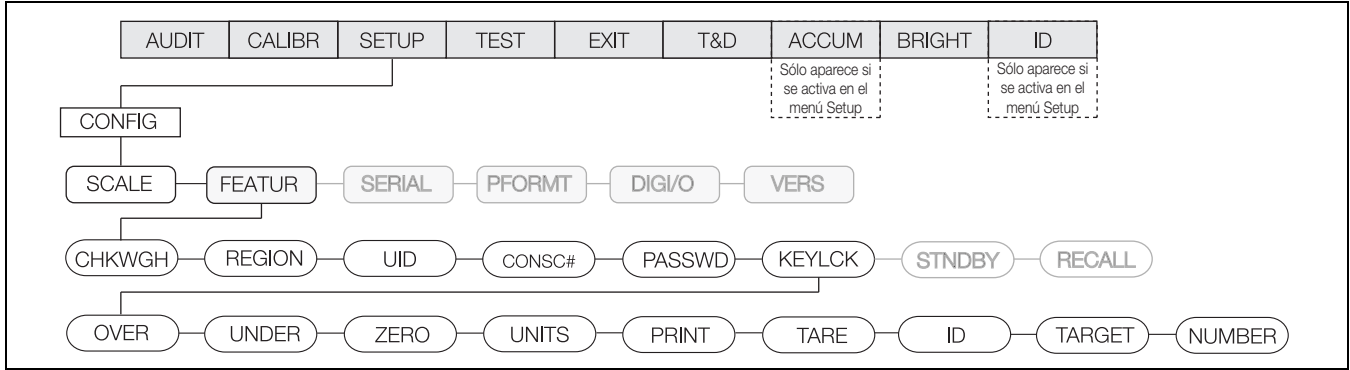 AUDIT CALIBR SETUP TEST EXIT T&D ACCUM BRIGHT ID
Sólo aparece si
se activa en el
menú Setup
Sólo aparece si
se activa en el
menú Setup
CONFIG
SCALE FEATUR SERIAL PFORMT DIGI/O VERS
CHKWGH REGION UID CONSC# PASSWD KEYLCK STNDBY RECALL
OVER UNDER ZERO UNITS PRINT TARE ID TARGET NUMBER